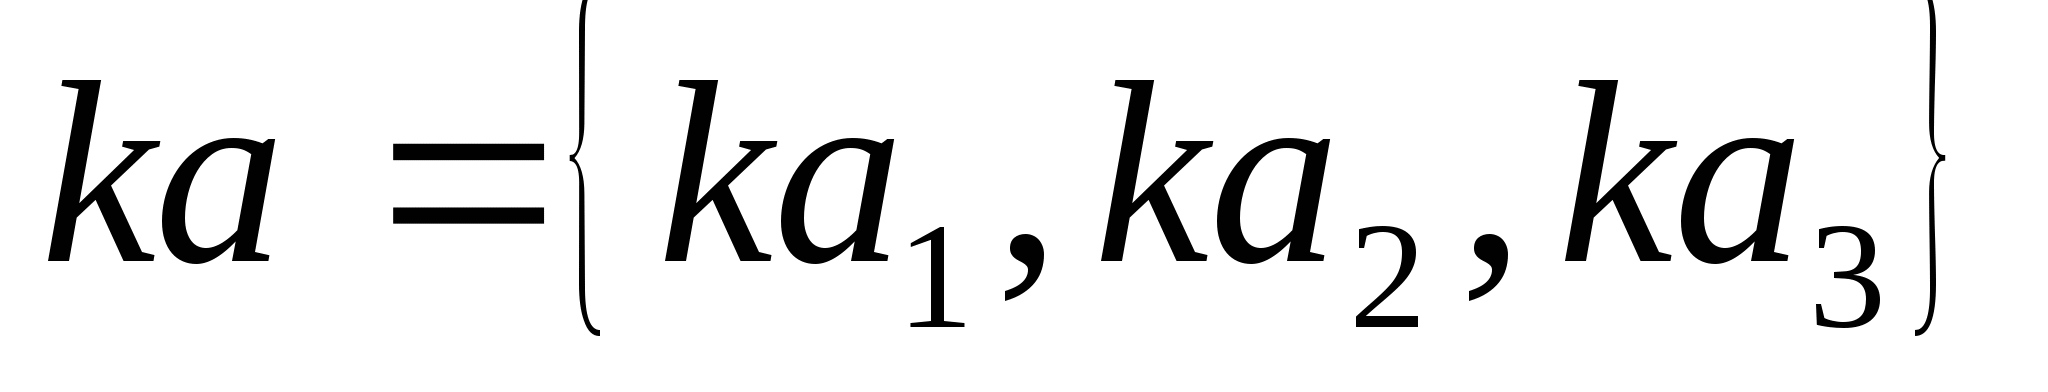 ka = {ka₁, ka₂, ka₃}